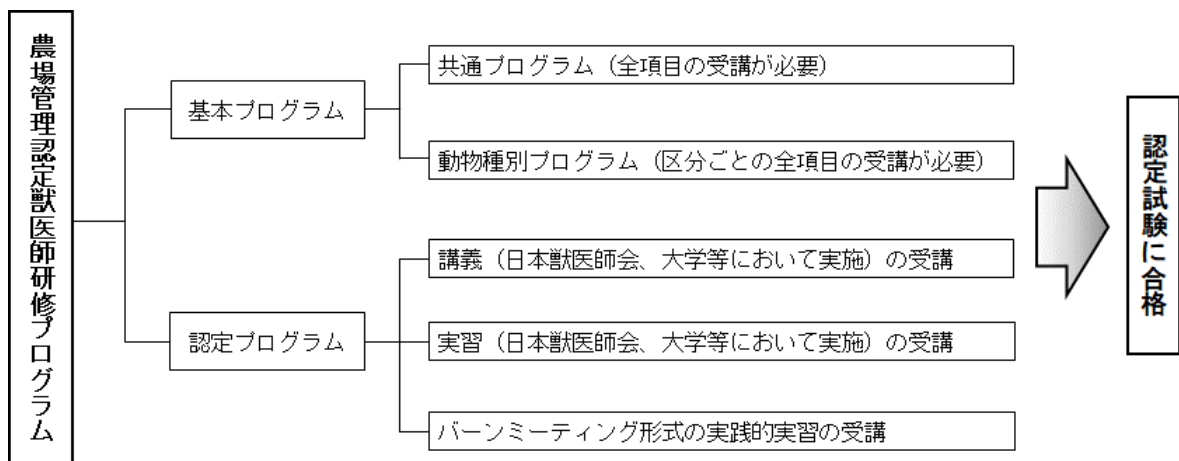 農場管理認定獣医師研修プログラム
基本プログラム
共通プログラム（全項目の受講が必要）
動物種別プログラム（区分ごとの全項目の受講が必要）
認定プログラム
講義（日本獣医師会、大学等において実施）の受講
実習（日本獣医師会、大学等において実施）の受講
バーンミーティング形式の実践的実習の受講
認定試験に合格